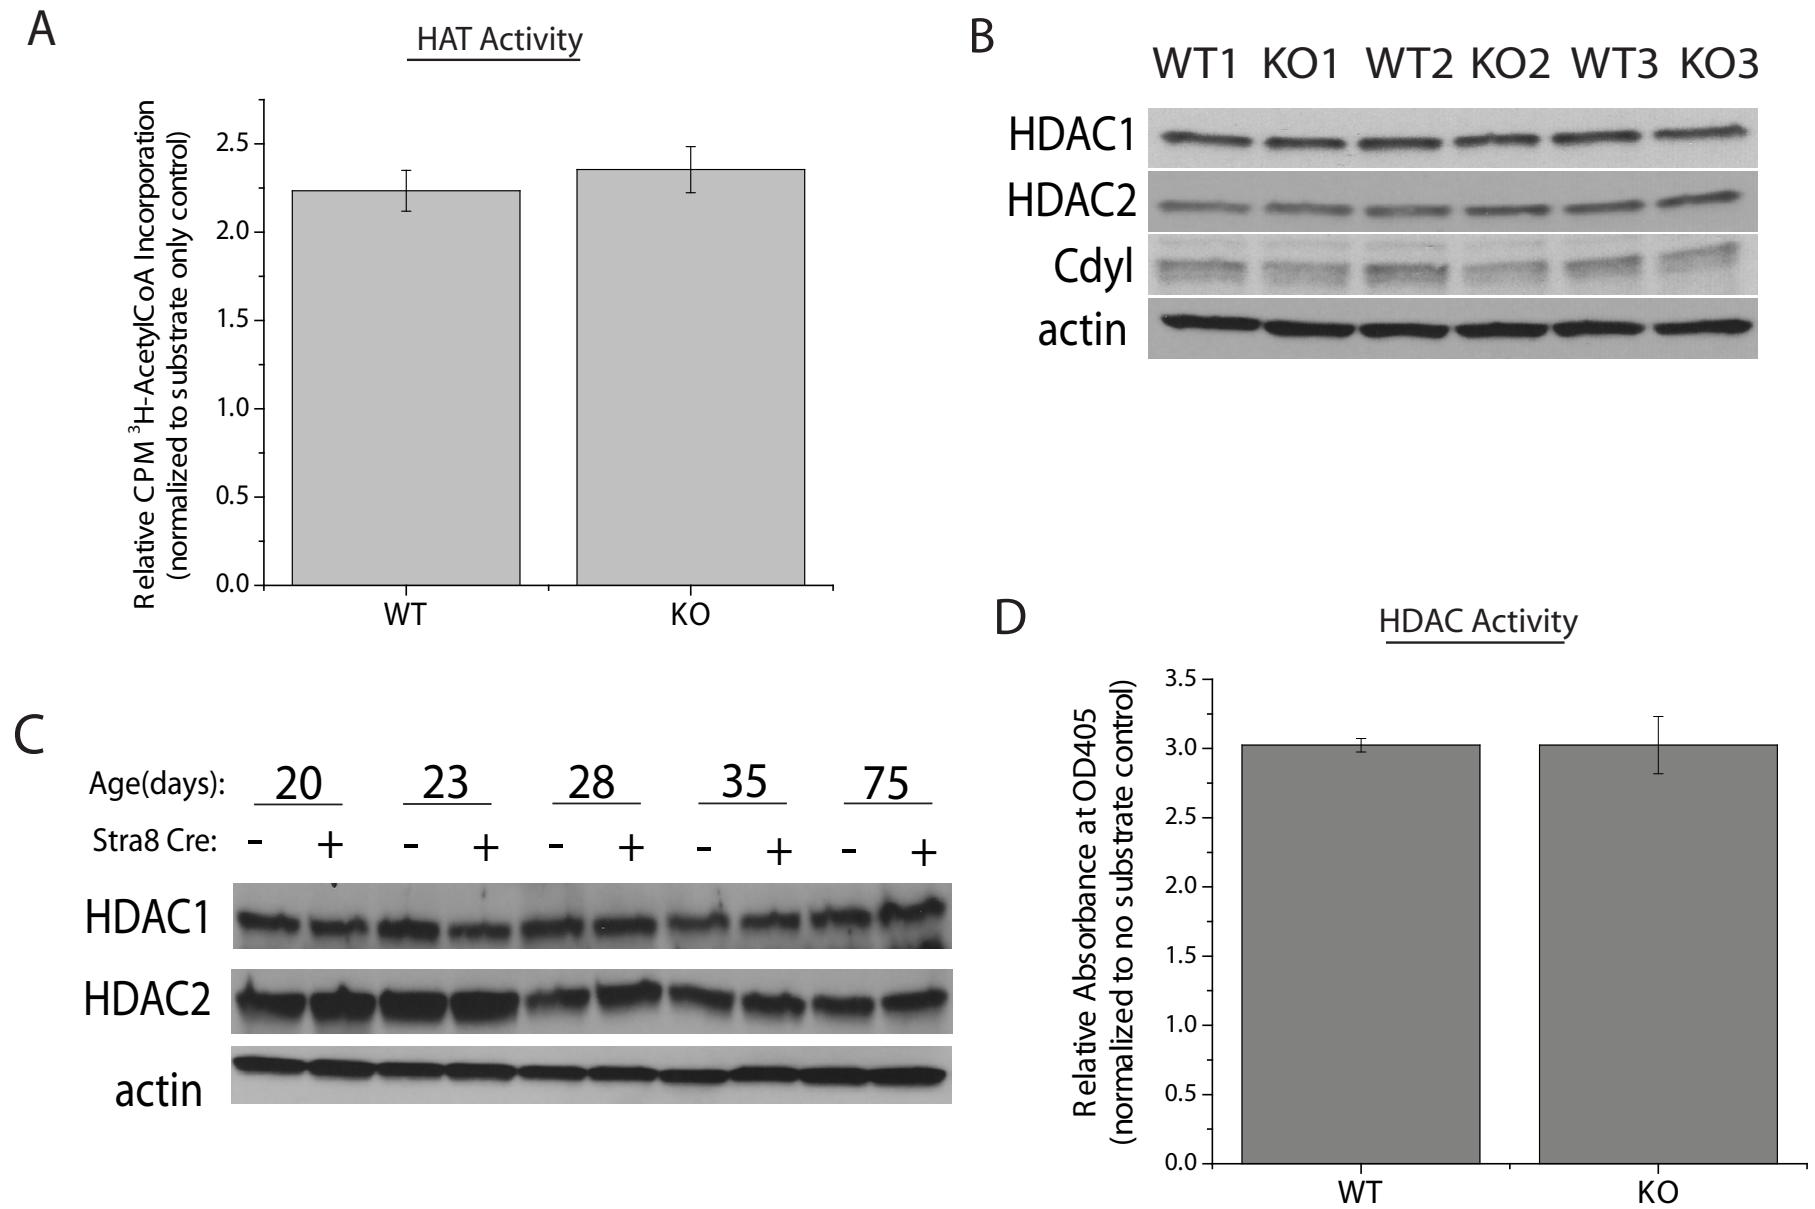 A
HAT Activity
Relative CPM ³H-AcetylCoA Incorporation
(normalized to substrate only control)
2.5
2.0
1.5
1.0
0.5
0.0
WT KO
B
WT1 KO1 WT2 KO2 WT3 KO3
HDAC1
HDAC2
Cdyl
actin
C
Age(days): 20 23 28 35 75
Stra8 Cre: - + - + - + - + - +
HDAC1
HDAC2
actin
D
HDAC Activity
Relative Absorbance at OD405
(normalized to no substrate control)
3.5
3.0
2.5
2.0
1.5
1.0
0.5
0.0
WT KO